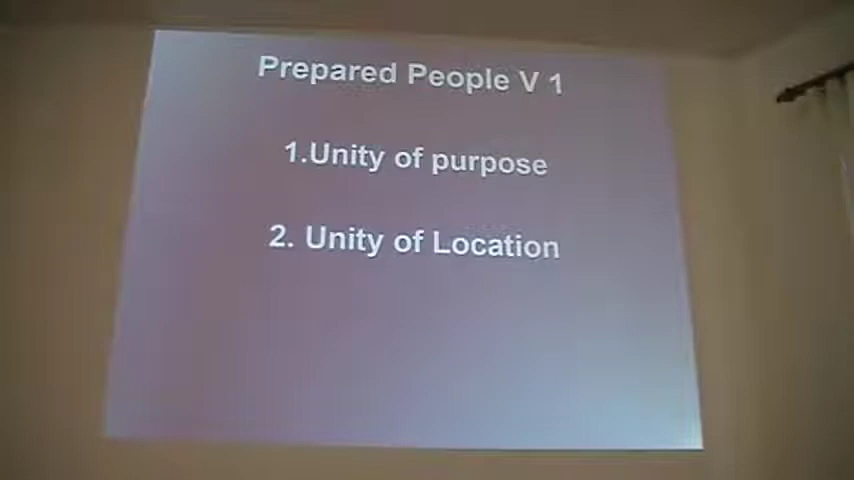 Prepared People V 1
1.Unity of purpose
2. Unity of Location